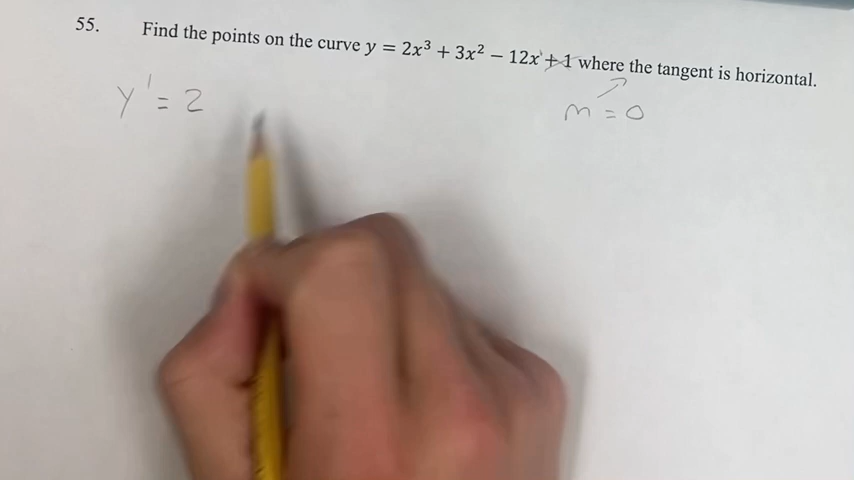 55. Find the points on the curve y = 2x³ + 3x² − 12x + 1 where the tangent is horizontal.
y' = 2
m = 0